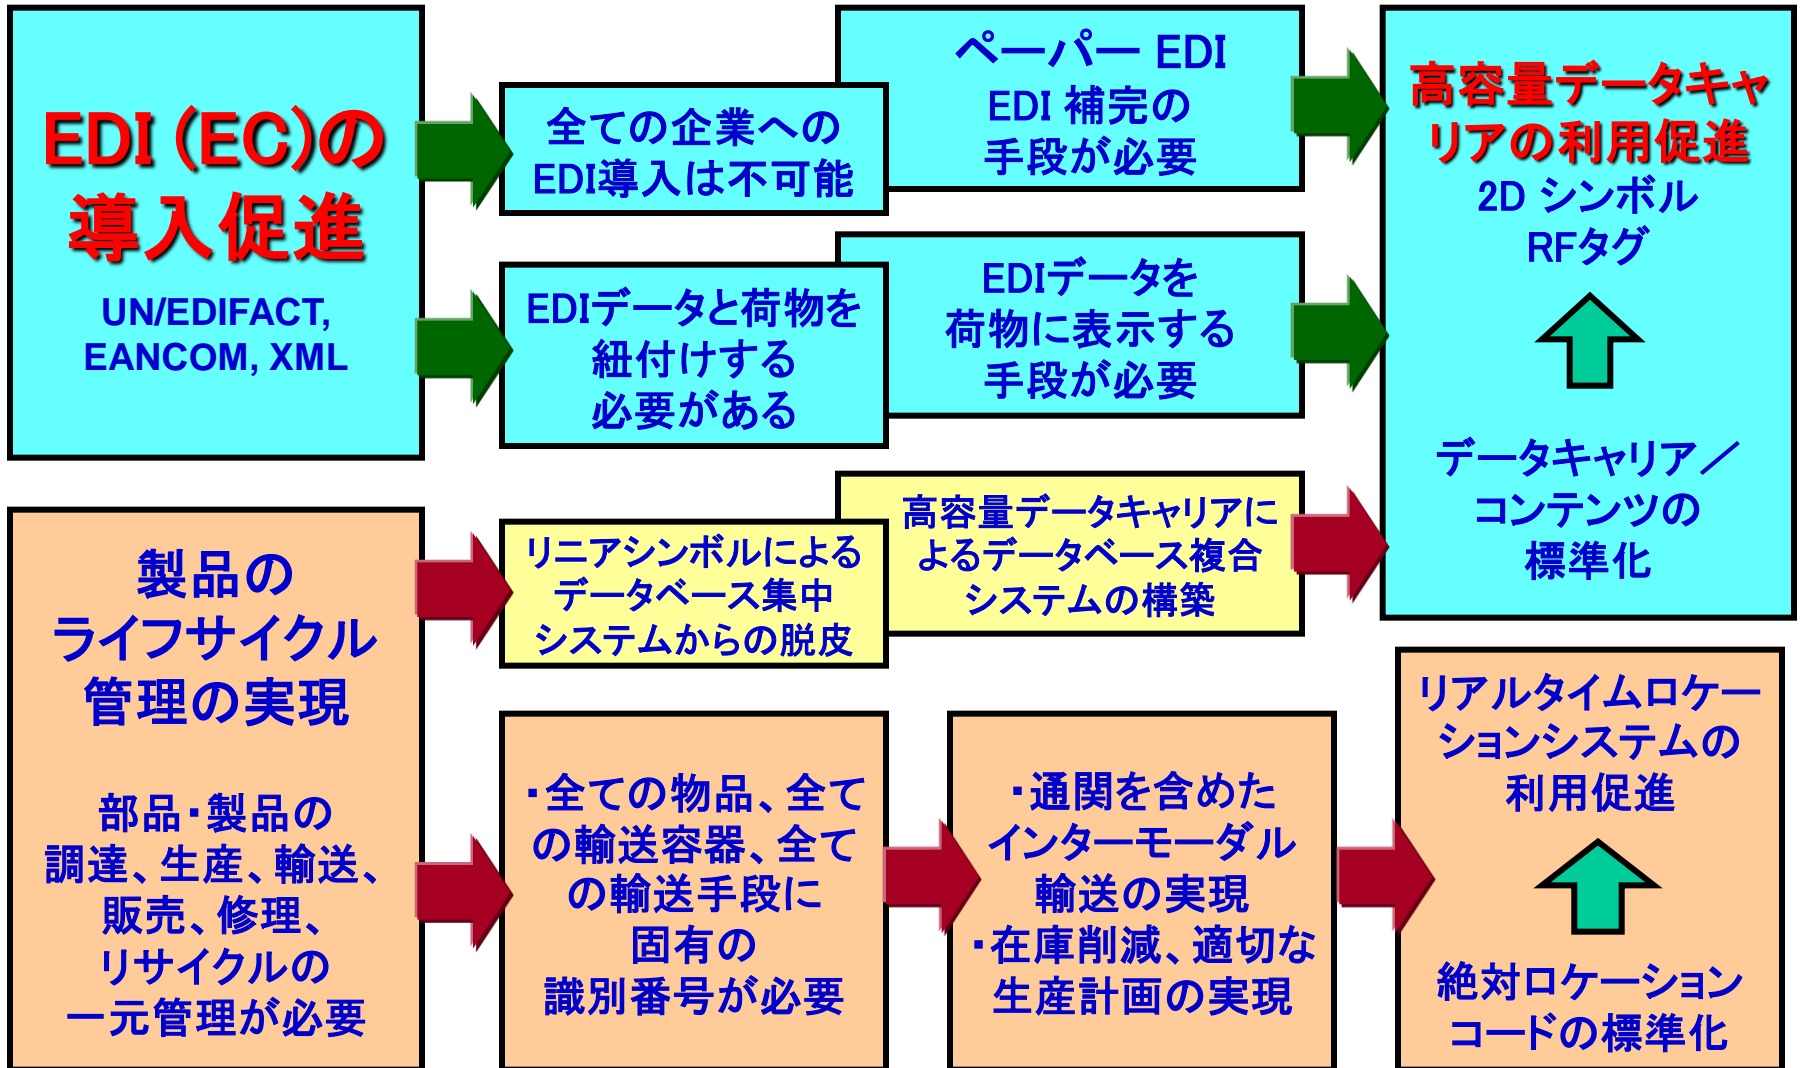 EDI (EC)の
導入促進
UN/EDIFACT,
EANCOM, XML
全ての企業への
EDI導入は不可能
ペーパー EDI
EDI 補完の
手段が必要
EDIデータと荷物を
紐付けする
必要がある
EDIデータを
荷物に表示する
手段が必要
高容量データキャ
リアの利用促進
2D シンボル
RFタグ
データキャリア／
コンテンツの
標準化
製品の
ライフサイクル
管理の実現
部品・製品の
調達、生産、輸送、
販売、修理、
リサイクルの
一元管理が必要
リニアシンボルによる
データベース集中
システムからの脱皮
高容量データキャリアに
よるデータベース複合
システムの構築
・全ての物品、全て
の輸送容器、全て
の輸送手段に
固有の
識別番号が必要
・通関を含めた
インターモーダル
輸送の実現
・在庫削減、適切な
生産計画の実現
リアルタイムロケー
ションシステムの
利用促進
絶対ロケーション
コードの標準化